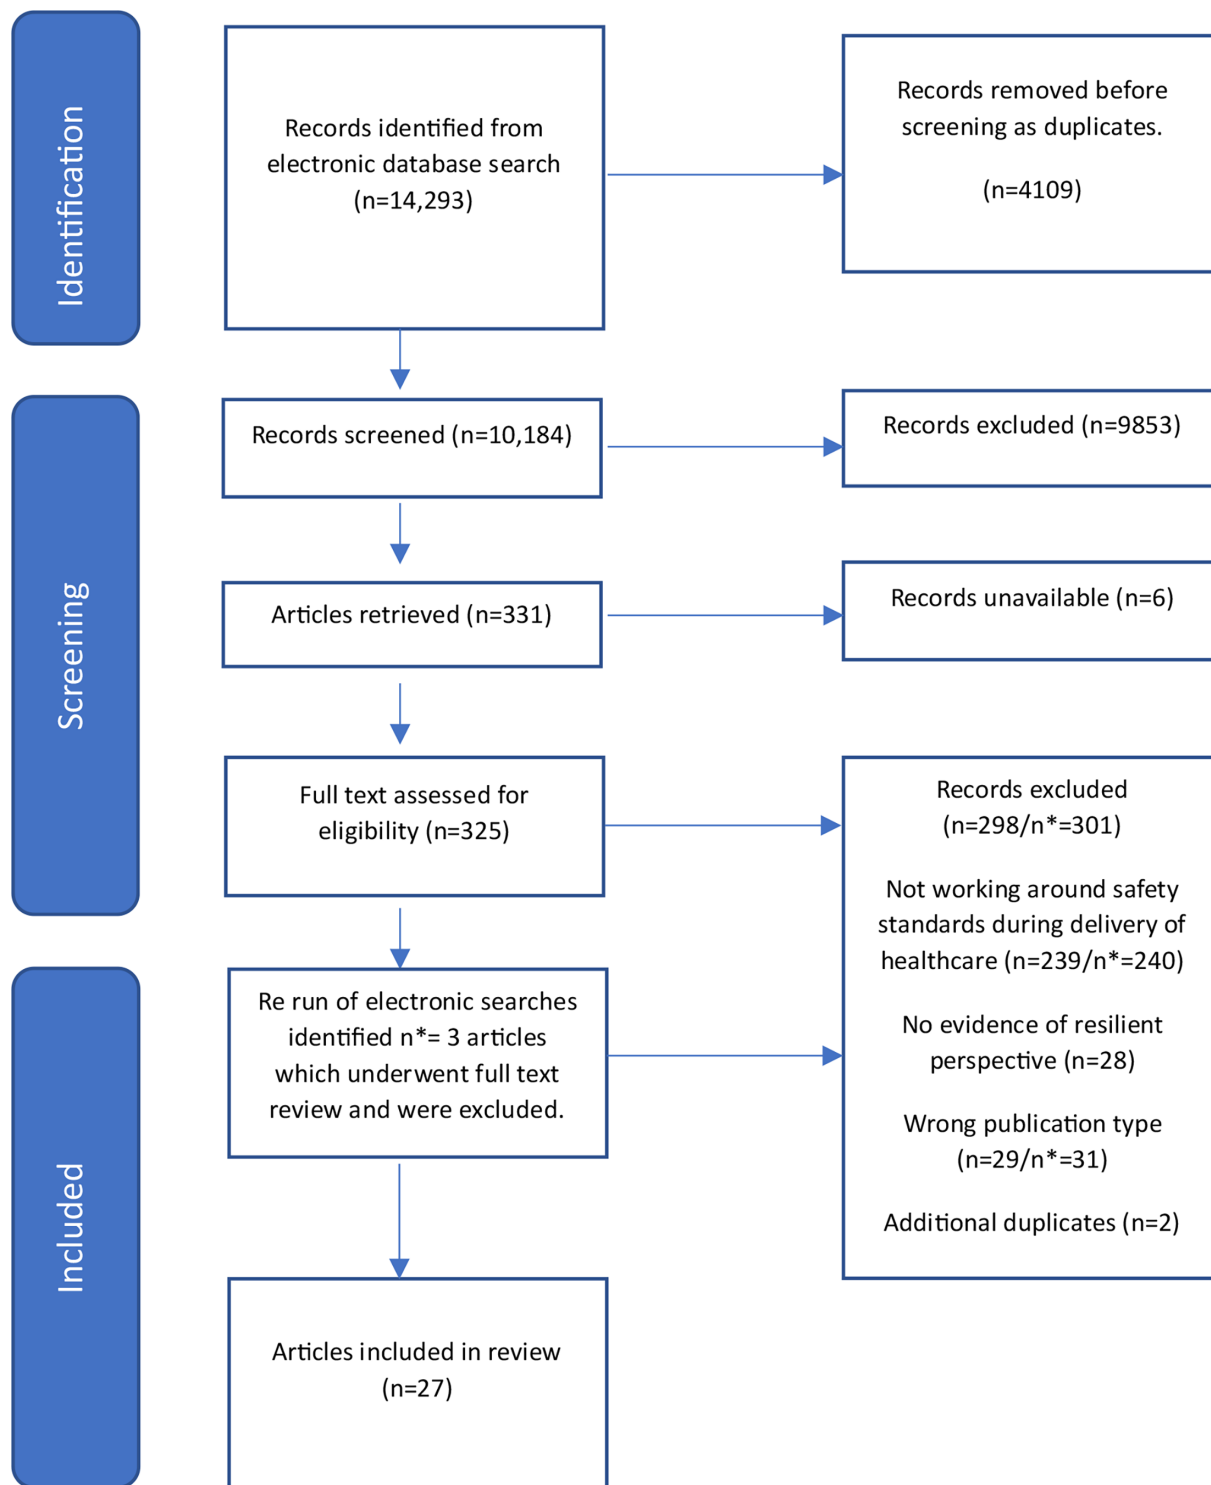 Identification
Records identified from
electronic database search
(n=14,293)
Records removed before
screening as duplicates.
(n=4109)
Screening
Records screened (n=10,184)
Records excluded (n=9853)
Articles retrieved (n=331)
Records unavailable (n=6)
Full text assessed for
eligibility (n=325)
Records excluded
(n=298/n*=301)
Not working around safety
standards during delivery of
healthcare (n=239/n*=240)
No evidence of resilient
perspective (n=28)
Wrong publication type
(n=29/n*=31)
Additional duplicates (n=2)
Included
Re run of electronic searches
identified n*= 3 articles
which underwent full text
review and were excluded.
Articles included in review
(n=27)